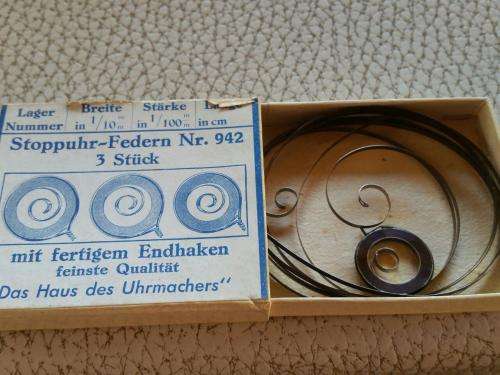 Lager Breite Stärke
Nummer in 1/10 m in 1/100 m in cm
Stoppuhr-Federn Nr. 942
3 Stück
mit fertigem Endhaken
feinste Qualität
Das Haus des Uhrmachers"